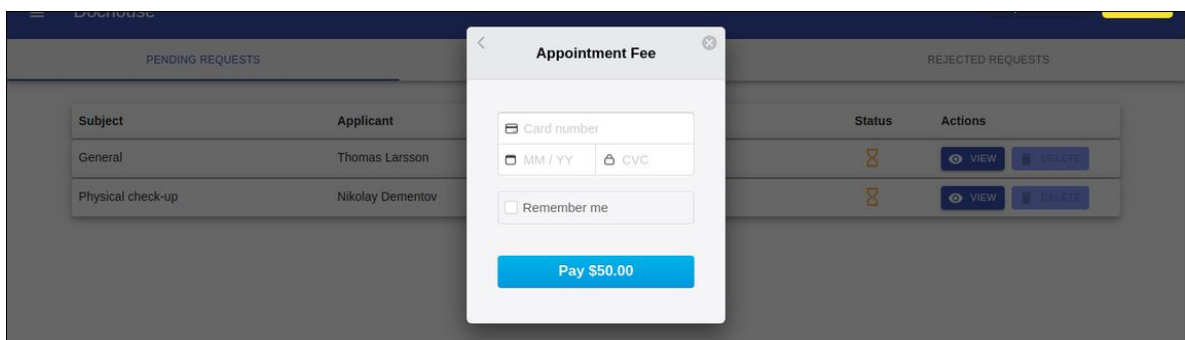 Dochouse
Appointment Fee
PENDING REQUESTS
REJECTED REQUESTS
Subject Applicant Status Actions
Card number
General Thomas Larsson VIEW DELETE
MM / YY CVC
Physical check-up Nikolay Dementov VIEW DELETE
Remember me
Pay $50.00